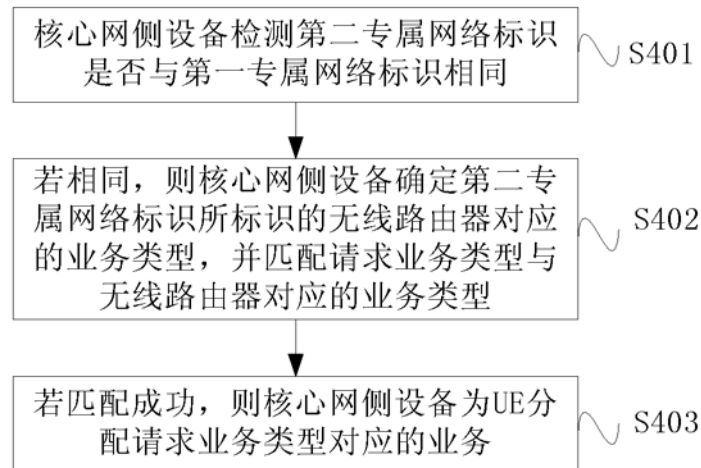 核心网侧设备检测第二专属网络标识
是否与第一专属网络标识相同
S401
若相同，则核心网侧设备确定第二专
属网络标识所标识的无线路由器对应
的业务类型，并匹配请求业务类型与
无线路由器对应的业务类型
S402
若匹配成功，则核心网侧设备为UE分
配请求业务类型对应的业务
S403